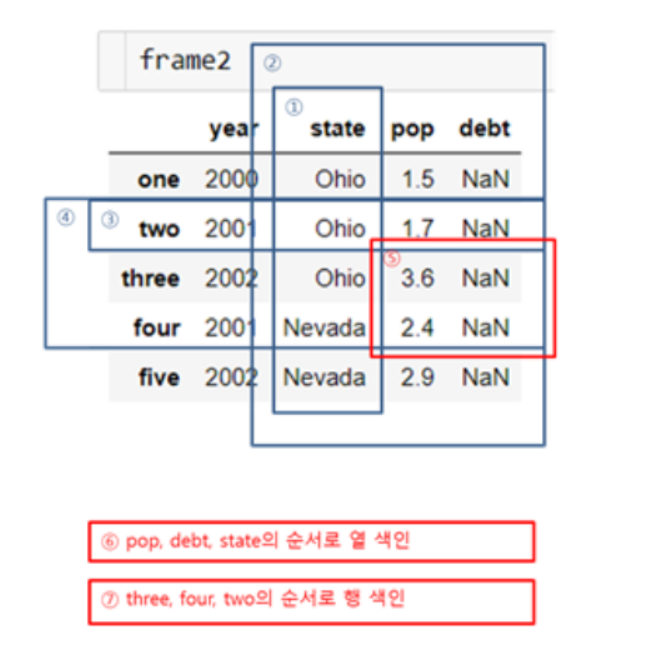 frame2 ②
①
year state pop debt
one 2000 Ohio 1.5 NaN
④ ③ two 2001 Ohio 1.7 NaN
⑤
three 2002 Ohio 3.6 NaN
four 2001 Nevada 2.4 NaN
five 2002 Nevada 2.9 NaN
⑥ pop, debt, state의 순서로 열 색인
⑦ three, four, two의 순서로 행 색인